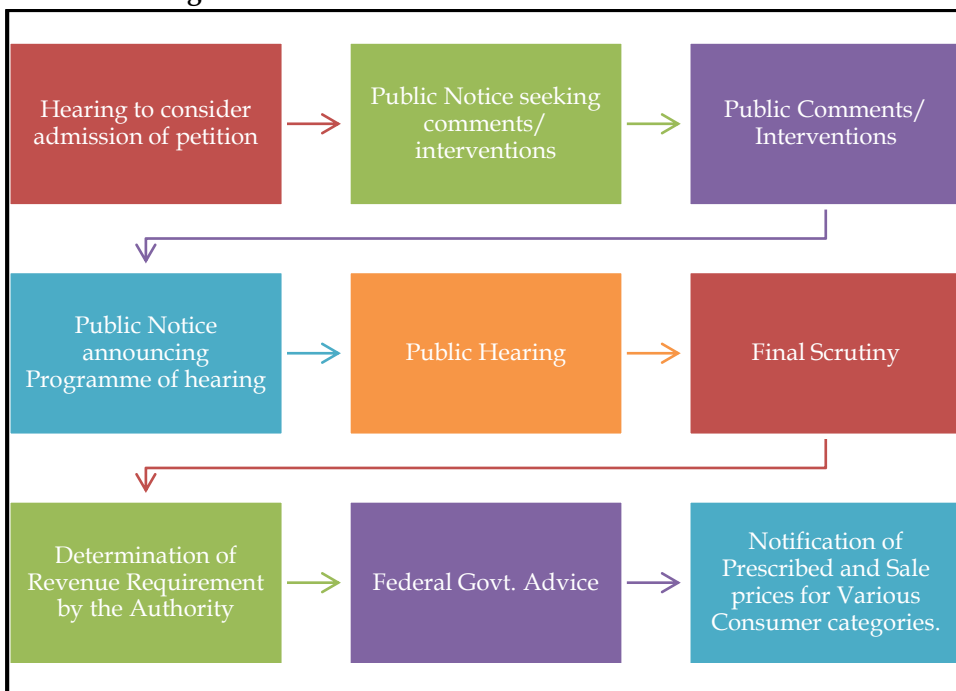 Hearing to consider
admission of petition
Public Notice seeking
comments/
interventions
Public Comments/
Interventions
Public Notice
announcing
Programme of hearing
Public Hearing
Final Scrutiny
Determination of
Revenue Requirement
by the Authority
Federal Govt. Advice
Notification of
Prescribed and Sale
prices for Various
Consumer categories.